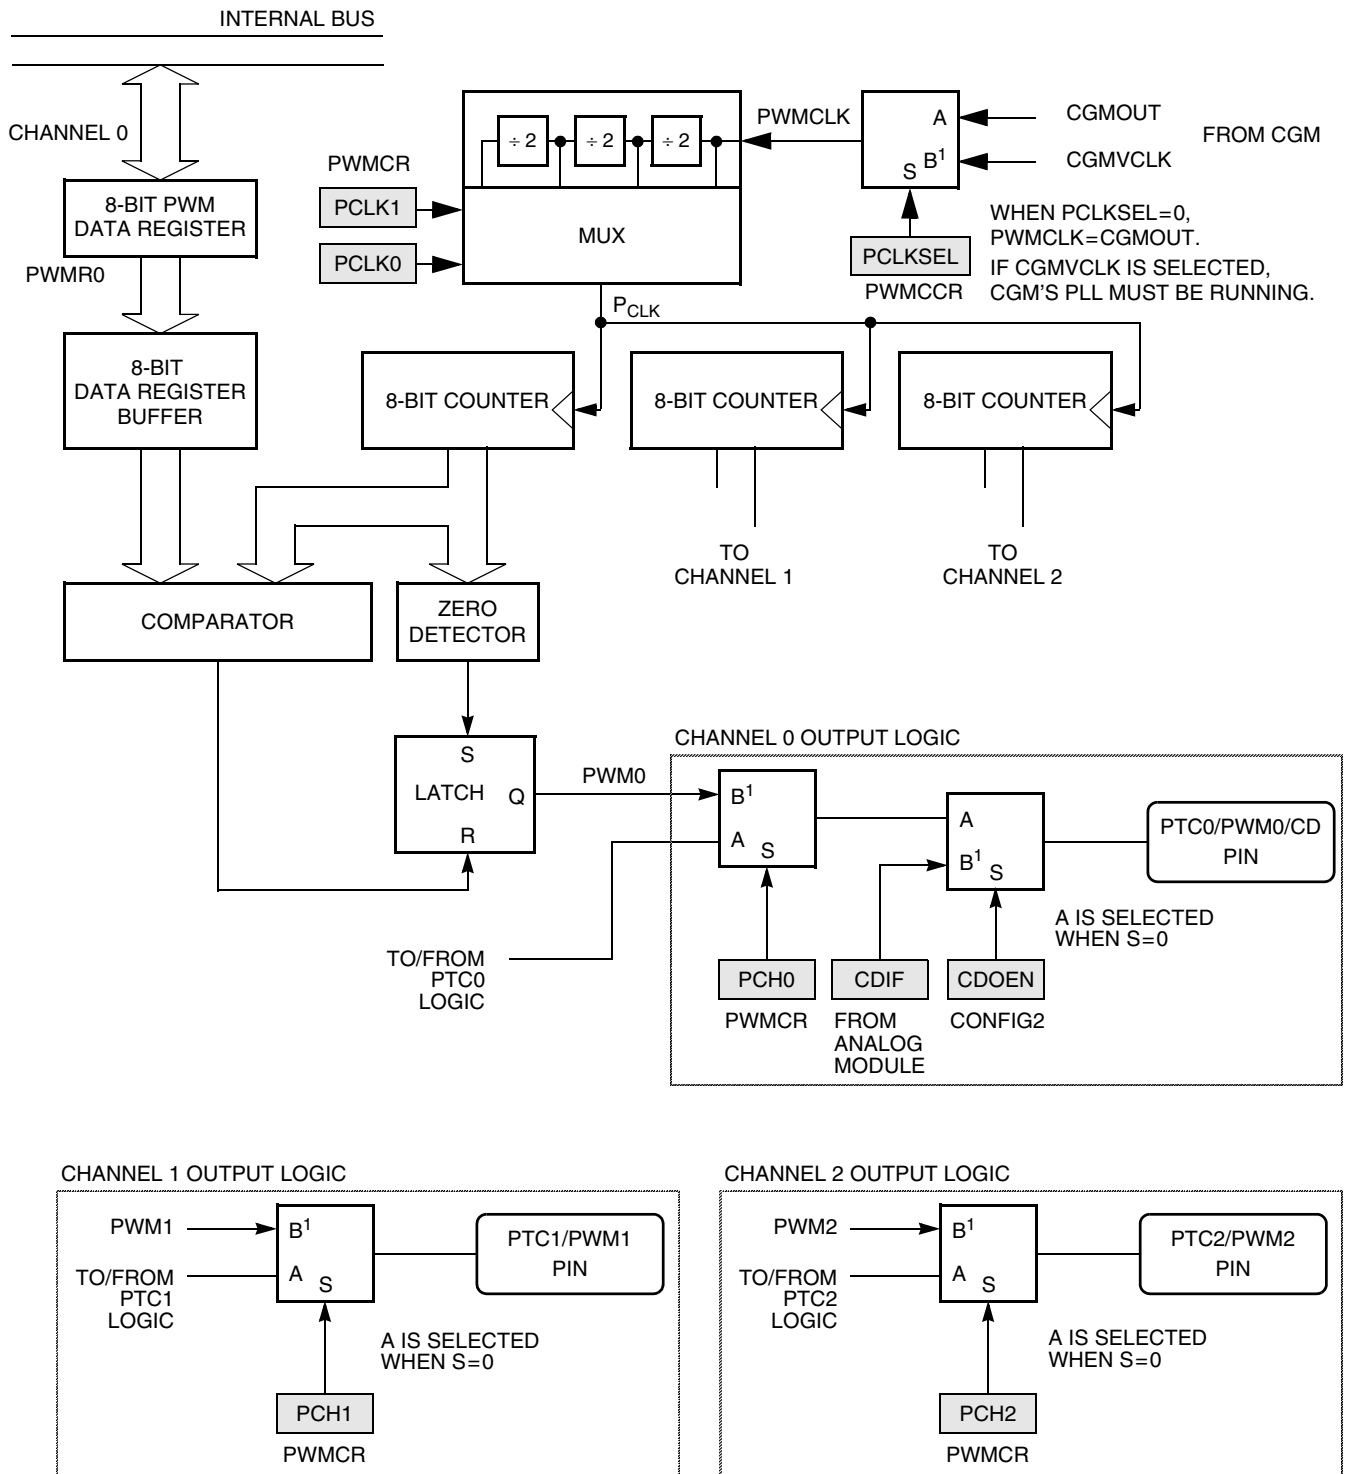 INTERNAL BUS
CHANNEL 0
8-BIT PWM
DATA REGISTER
PWMR0
8-BIT
DATA REGISTER
BUFFER
PWMCR
PCLK1
PCLK0
÷ 2
÷ 2
÷ 2
MUX
PWMCLK
A
B1
S
CGMOUT
CGMVCLK
FROM CGM
PCLKSEL
PWMCCR
WHEN PCLKSEL=0,
PWMCLK=CGMOUT.
IF CGMVCLK IS SELECTED,
CGM'S PLL MUST BE RUNNING.
PCLK
8-BIT COUNTER
8-BIT COUNTER
8-BIT COUNTER
TO
CHANNEL 1
TO
CHANNEL 2
COMPARATOR
ZERO
DETECTOR
S
LATCH
Q
R
PWM0
CHANNEL 0 OUTPUT LOGIC
B1
A
S
A
B1
S
PTC0/PWM0/CD
PIN
A IS SELECTED
WHEN S=0
TO/FROM
PTC0
LOGIC
PCH0
PWMCR
CDIF
FROM
ANALOG
MODULE
CDOEN
CONFIG2
CHANNEL 1 OUTPUT LOGIC
PWM1
TO/FROM
PTC1
LOGIC
B1
A
S
PTC1/PWM1
PIN
A IS SELECTED
WHEN S=0
PCH1
PWMCR
CHANNEL 2 OUTPUT LOGIC
PWM2
TO/FROM
PTC2
LOGIC
B1
A
S
PTC2/PWM2
PIN
A IS SELECTED
WHEN S=0
PCH2
PWMCR